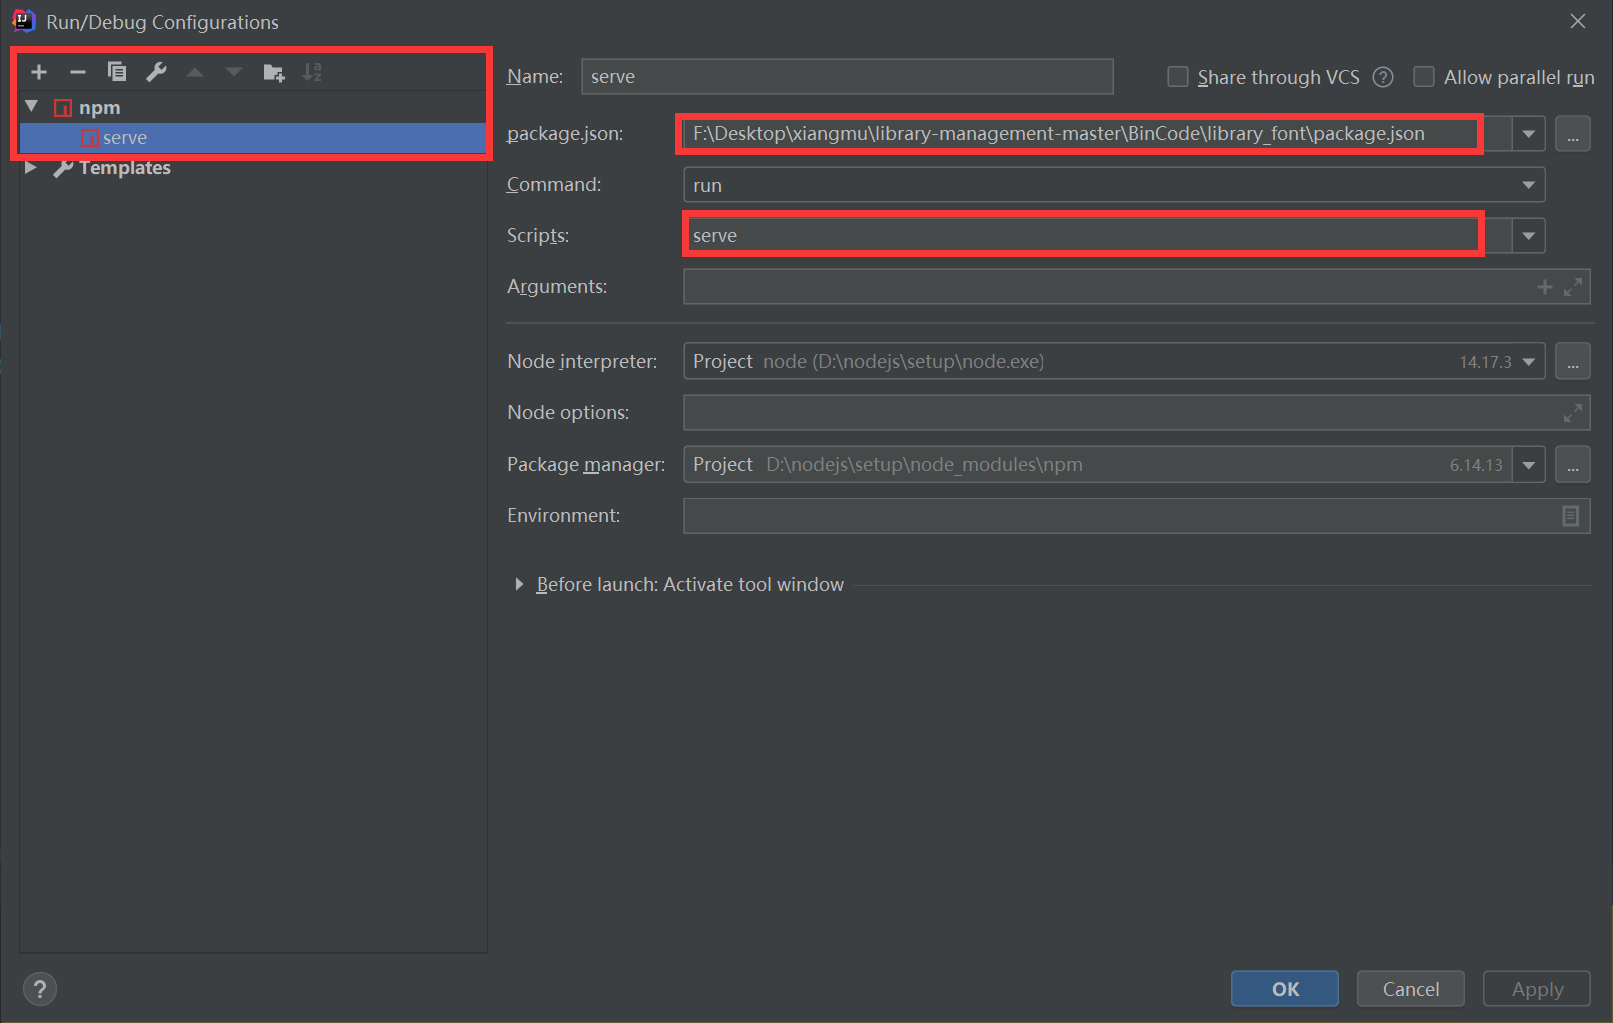 Run/Debug Configurations
npm
serve
Templates
Name: serve Share through VCS ? Allow parallel run
package.json: F:\Desktop\xiangmu\library-management-master\BinCode\library_font\package.json ...
Command: run
Scripts: serve
Arguments:
Node interpreter: Project node (D:\nodejs\setup\node.exe) 14.17.3 ...
Node options:
Package manager: Project D:\nodejs\setup\node_modules\npm 6.14.13 ...
Environment:
Before launch: Activate tool window
? OK Cancel Apply